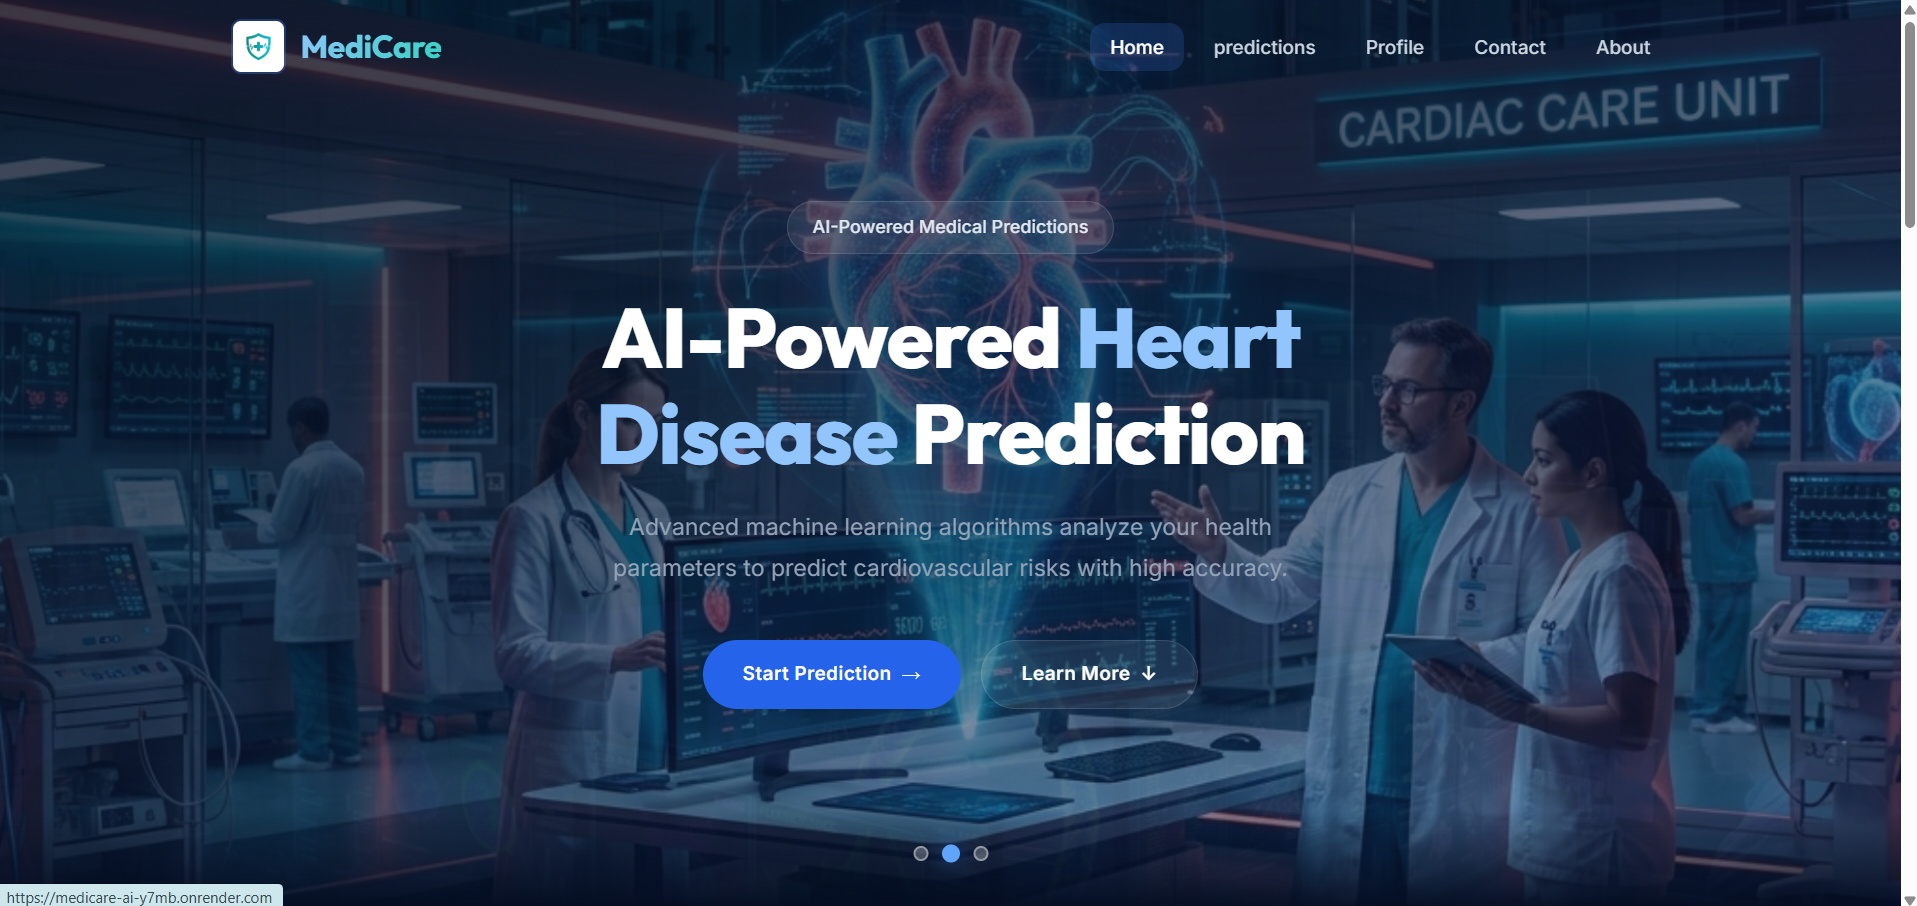 MediCare
Home
predictions
Profile
Contact
About
CARDIAC CARE UNIT
AI-Powered Medical Predictions
AI-Powered Heart
Disease Prediction
Advanced machine learning algorithms analyze your health
parameters to predict cardiovascular risks with high accuracy.
Start Prediction →
Learn More ↓
https://medicare-ai-y7mb.onrender.com